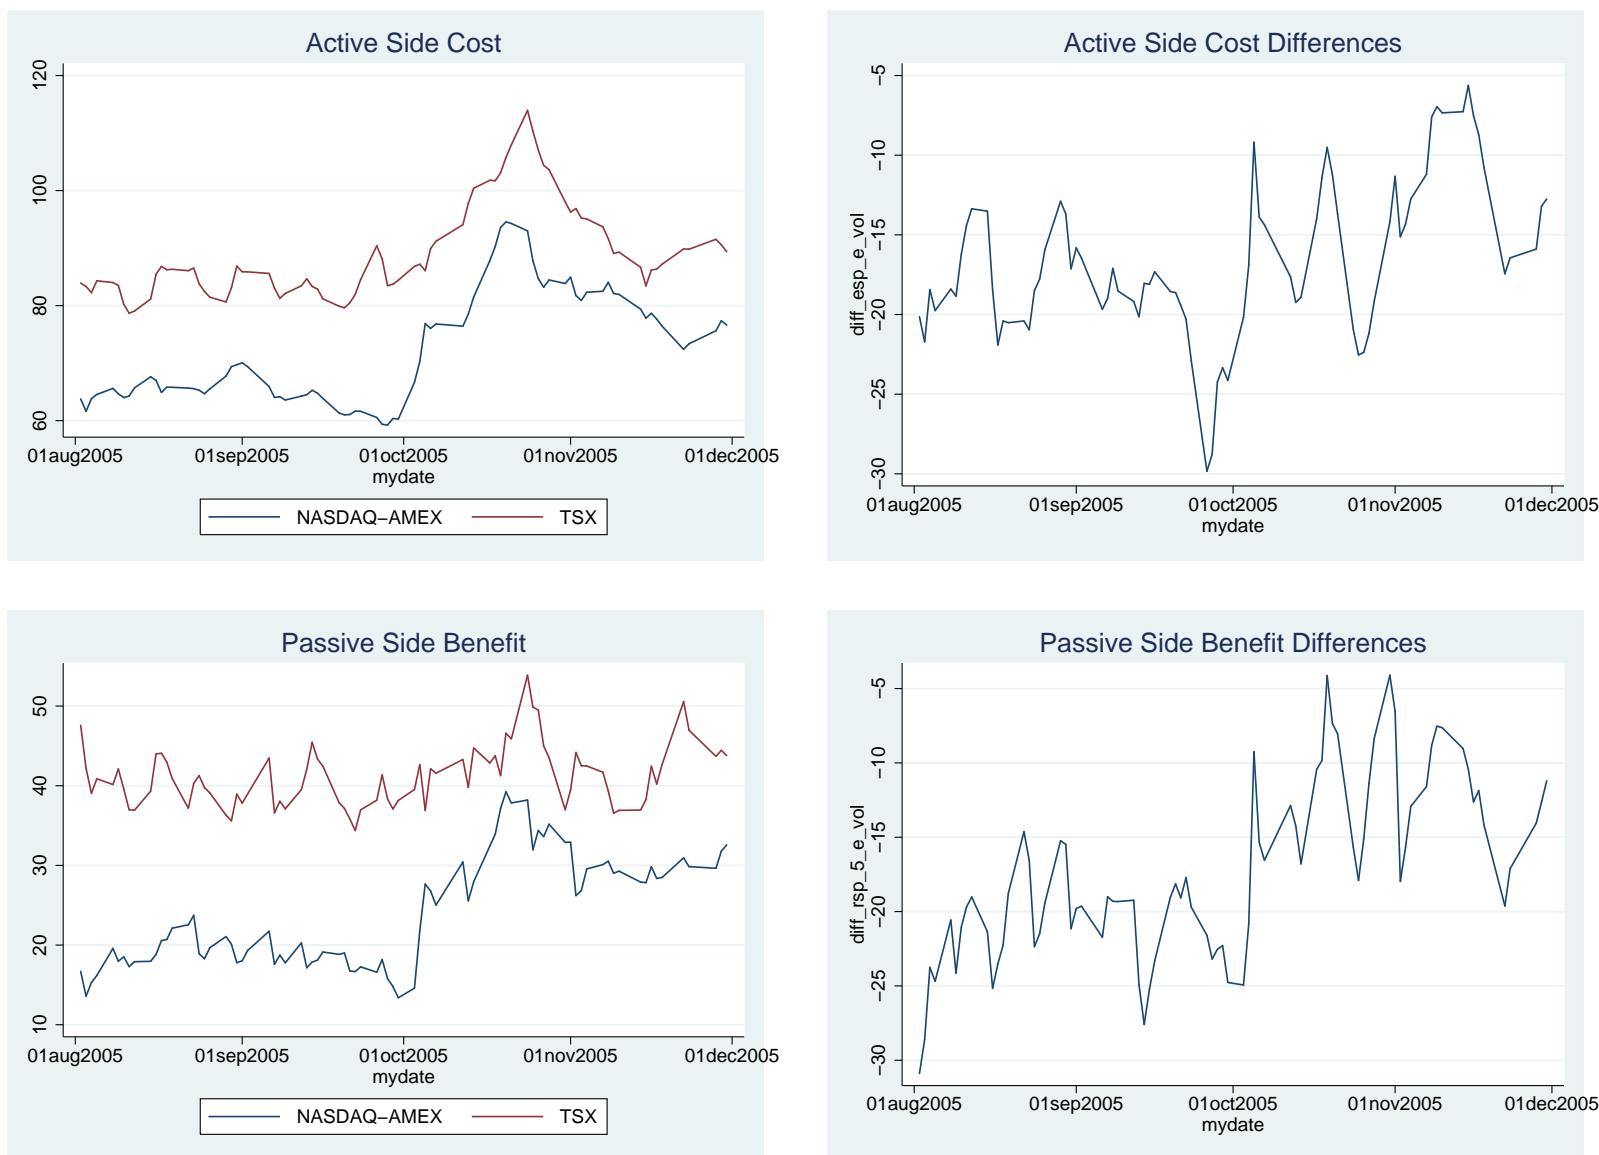 Active Side Cost
120
100
80
60
01aug2005 01sep2005 01oct2005 01nov2005 01dec2005
mydate
NASDAQ−AMEX TSX
Active Side Cost Differences
diff_esp_e_vol
−5
−10
−15
−20
−25
−30
01aug2005 01sep2005 01oct2005 01nov2005 01dec2005
mydate
Passive Side Benefit
50
40
30
20
10
01aug2005 01sep2005 01oct2005 01nov2005 01dec2005
mydate
NASDAQ−AMEX TSX
Passive Side Benefit Differences
diff_rsp_5_e_vol
−5
−10
−15
−20
−25
−30
01aug2005 01sep2005 01oct2005 01nov2005 01dec2005
mydate